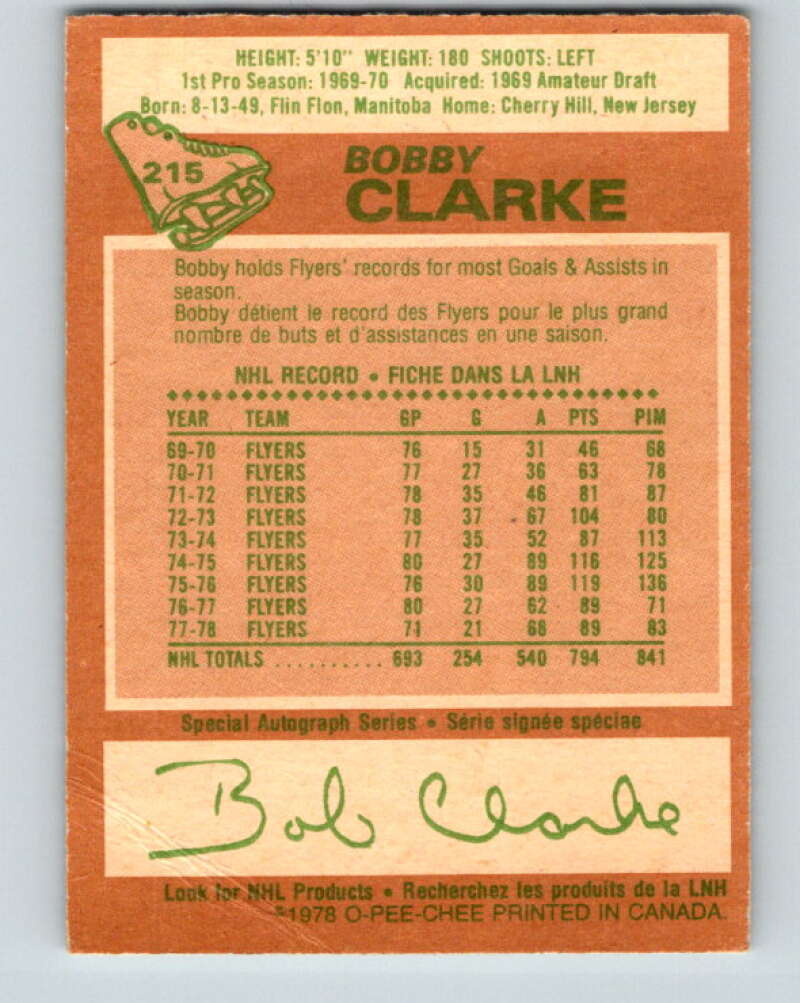 HEIGHT: 5'10" WEIGHT: 180 SHOOTS: LEFT
1st Pro Season: 1969-70 Acquired: 1969 Amateur Draft
Born: 8-13-49, Flin Flon, Manitoba Home: Cherry Hill, New Jersey
215
BOBBY
CLARKE
Bobby holds Flyers' records for most Goals & Assists in
season.
Bobby détient le record des Flyers pour le plus grand
nombre de buts et d'assistances en une saison.
NHL RECORD • FICHE DANS LA LNH
YEAR TEAM GP G A PTS PIM
69-70 FLYERS 76 15 31 46 68
70-71 FLYERS 77 27 36 63 78
71-72 FLYERS 78 35 46 81 87
72-73 FLYERS 78 37 67 104 80
73-74 FLYERS 77 35 52 87 113
74-75 FLYERS 80 27 89 116 125
75-76 FLYERS 76 30 89 119 136
76-77 FLYERS 80 27 62 89 71
77-78 FLYERS 71 21 68 89 83
NHL TOTALS .......... 693 254 540 794 841
Special Autograph Series • Série signée spéciae
Bob Clarke
Look for NHL Products • Recherchez les produits de la LNH
©1978 O-PEE-CHEE PRINTED IN CANADA.